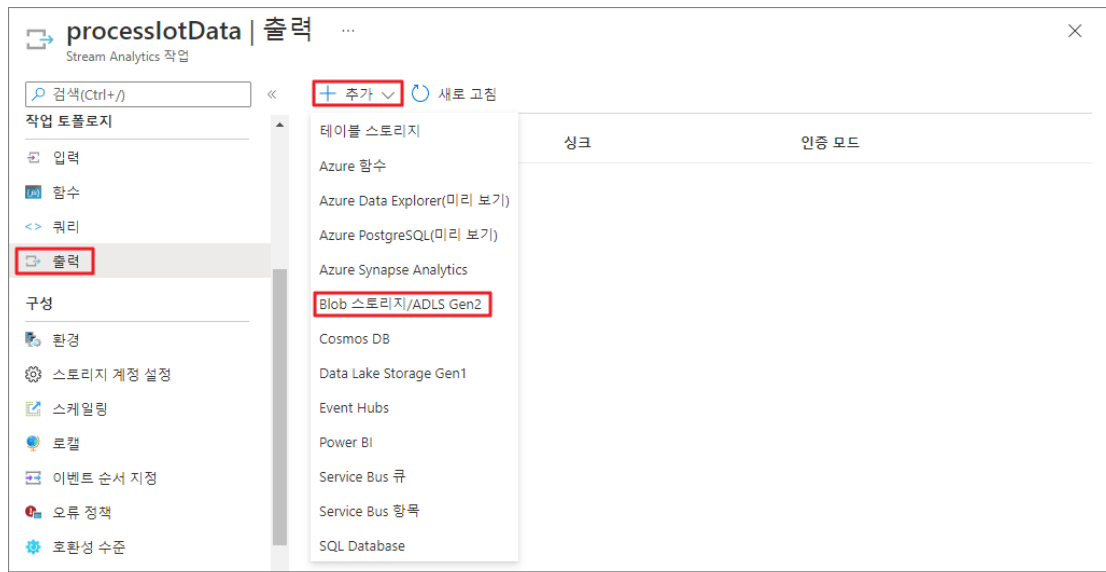 processIotData | 출력 ...
Stream Analytics 작업
검색(Ctrl+/)
«
추가
새로 고침
작업 토폴로지
입력
함수
쿼리
출력
구성
환경
스토리지 계정 설정
스케일링
로캘
이벤트 순서 지정
오류 정책
호환성 수준
테이블 스토리지
Azure 함수
Azure Data Explorer(미리 보기)
Azure PostgreSQL(미리 보기)
Azure Synapse Analytics
Blob 스토리지/ADLS Gen2
Cosmos DB
Data Lake Storage Gen1
Event Hubs
Power BI
Service Bus 큐
Service Bus 항목
SQL Database
싱크
인증 모드